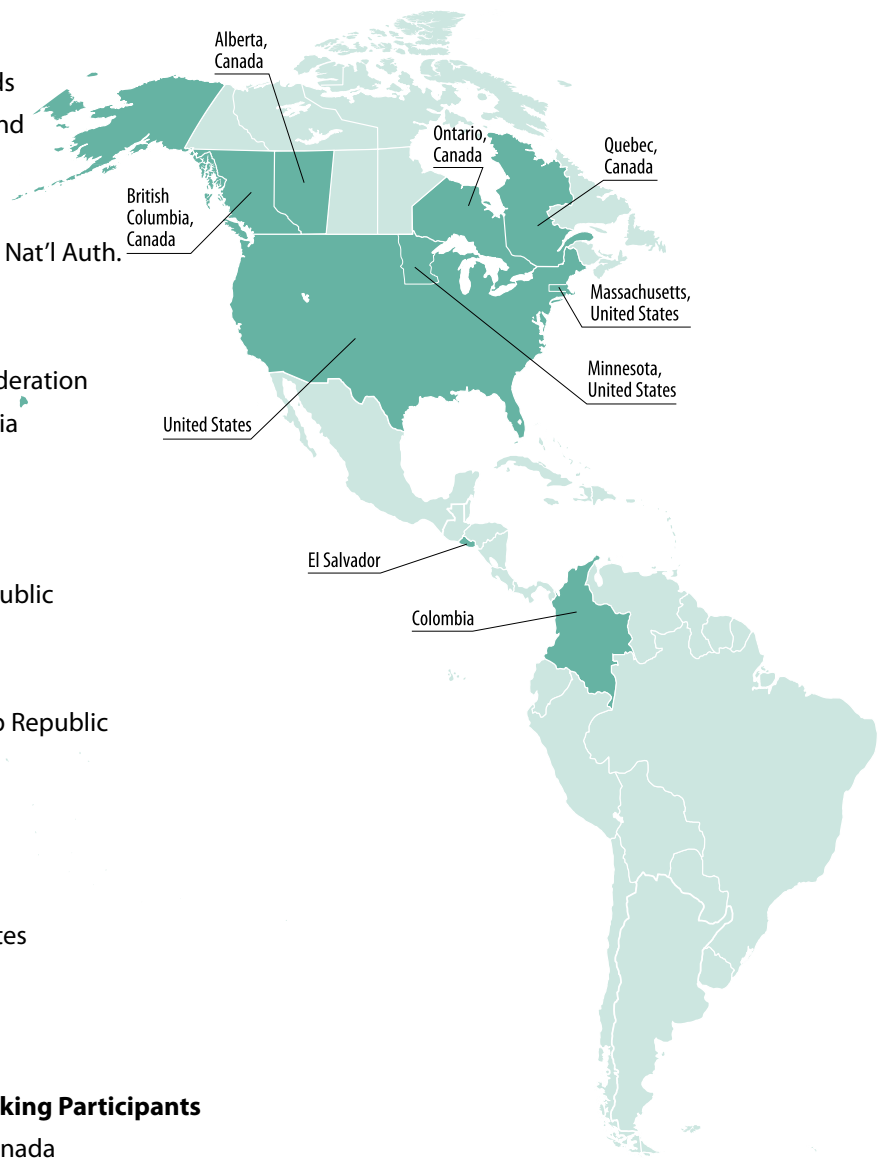 Alberta,
Canada
ds
nd
Ontario,
Canada
Quebec,
Canada
British
Columbia,
Canada
Nat’l Auth.
Massachusetts,
United States
Minnesota,
United States
deration
ia
United States
El Salvador
ublic
Colombia
o Republic
tes
king Participants
nada